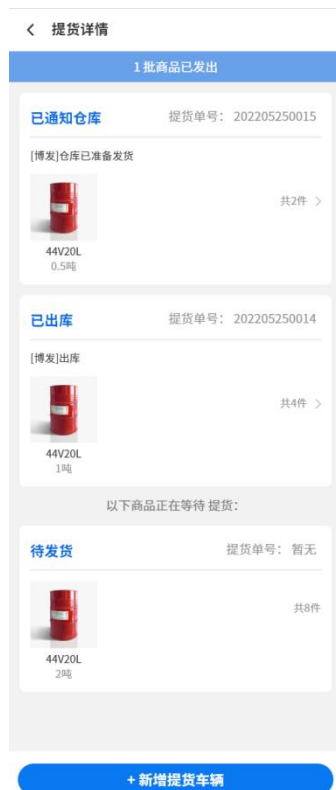 提货详情
1 批商品已发出
已通知仓库 提货单号： 202205250015
[博发]仓库已准备发货
共2件
44V20L
0.5吨
已出库 提货单号： 202205250014
[博发]出库
共4件
44V20L
1吨
以下商品正在等待 提货：
待发货 提货单号： 暂无
共8件
44V20L
2吨
+ 新增提货车辆